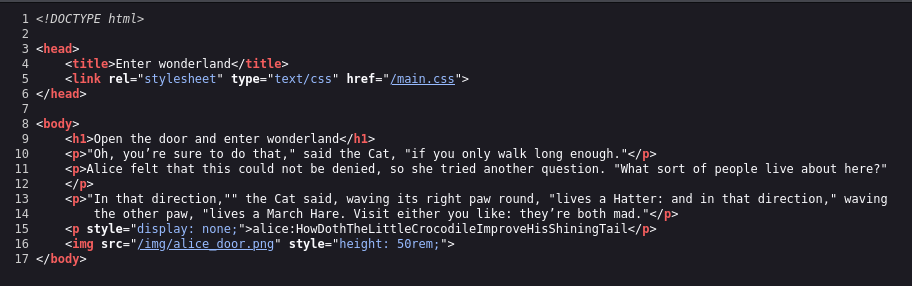 1 <!DOCTYPE html>
2
3 <head>
4     <title>Enter wonderland</title>
5     <link rel="stylesheet" type="text/css" href="/main.css">
6 </head>
7
8 <body>
9     <h1>Open the door and enter wonderland</h1>
10     <p>"Oh, you’re sure to do that," said the Cat, "if you only walk long enough."</p>
11     <p>Alice felt that this could not be denied, so she tried another question. "What sort of people live about here?"
12     </p>
13     <p>"In that direction,"" the Cat said, waving its right paw round, "lives a Hatter: and in that direction," waving
14         the other paw, "lives a March Hare. Visit either you like: they’re both mad."</p>
15     <p style="display: none;">alice:HowDothTheLittleCrocodileImproveHisShiningTail</p>
16     <img src="/img/alice_door.png" style="height: 50rem;">
17 </body>